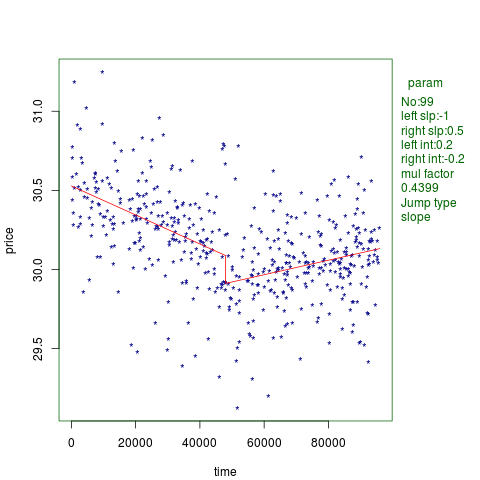 param
No:99
left slp:-1
right slp:0.5
left int:0.2
right int:-0.2
mul factor
0.4399
Jump type
slope
31.0
30.5
30.0
29.5
price
0 20000 40000 60000 80000
time